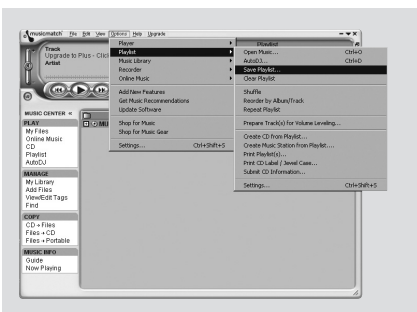 musicmatch File Edit View Options Help Upgrade
Track
Upgrade to Plus - Click
Artist
Player
Playlist
Music Library
Recorder
Online Music
Add New Features
Get Music Recommendations
Update Software
Shop for Music
Shop for Music Gear
Settings... Ctrl+Shift+S
Playlist
Open Music... Ctrl+O
AutoDJ... Ctrl+D
Save Playlist...
Clear Playlist
Shuffle
Reorder by Album/Track
Repeat Playlist
Prepare Track(s) for Volume Leveling...
Create CD from Playlist...
Create Music Station from Playlist....
Print Playlist(s)...
Print CD Label / Jewel Case...
Submit CD Information...
Settings... Ctrl+Shift+S
MUSIC CENTER «
PLAY
My Files
Online Music
CD
Playlist
AutoDJ
MANAGE
My Library
Add Files
View/Edit Tags
Find
COPY
CD → Files
Files → CD
Files → Portable
MUSIC INFO
Guide
Now Playing
MU